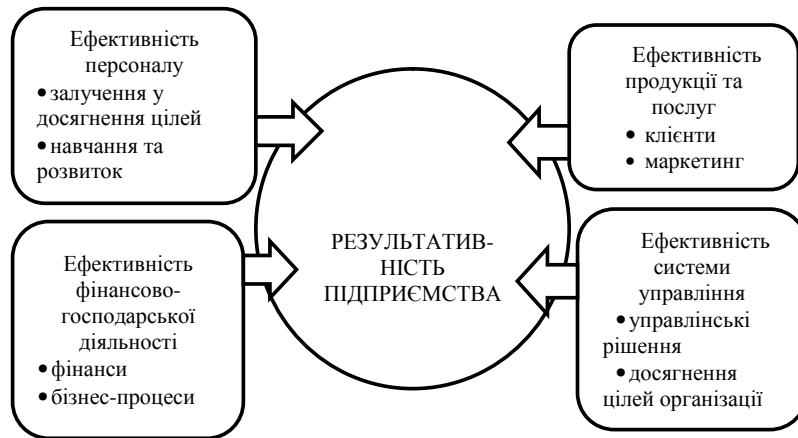 Ефективність
персоналу
• залучення у
досягнення цілей
• навчання та
розвиток
Ефективність
продукції та
послуг
• клієнти
• маркетинг
РЕЗУЛЬТАТИВ-
НІСТЬ
ПІДПРИЄМСТВА
Ефективність
фінансово-
господарської
діяльності
• фінанси
• бізнес-процеси
Ефективність
системи
управління
• управлінські
рішення
• досягнення
цілей організації